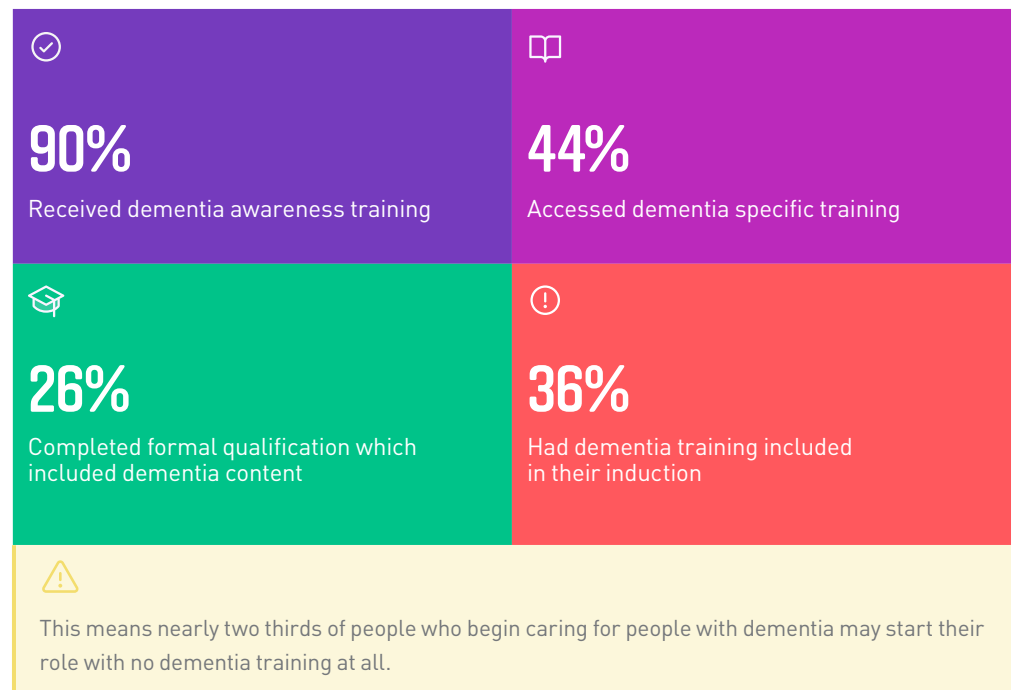 90%
Received dementia awareness training
44%
Accessed dementia specific training
26%
Completed formal qualification which
included dementia content
36%
Had dementia training included
in their induction
This means nearly two thirds of people who begin caring for people with dementia may start their
role with no dementia training at all.